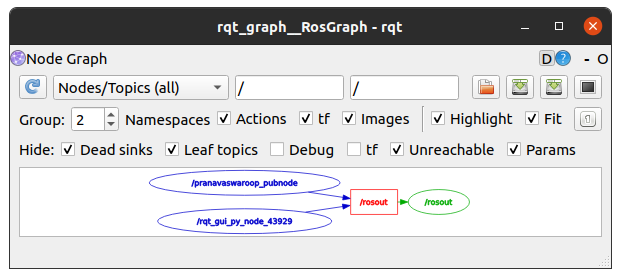 rqt_graph__RosGraph - rqt
Node Graph D ? - O
Nodes/Topics (all) / /
Group: 2 Namespaces Actions tf Images Highlight Fit
Hide: Dead sinks Leaf topics Debug tf Unreachable Params
/pranavaswaroop_pubnode
/rosout /rosout
/rqt_gui_py_node_43929